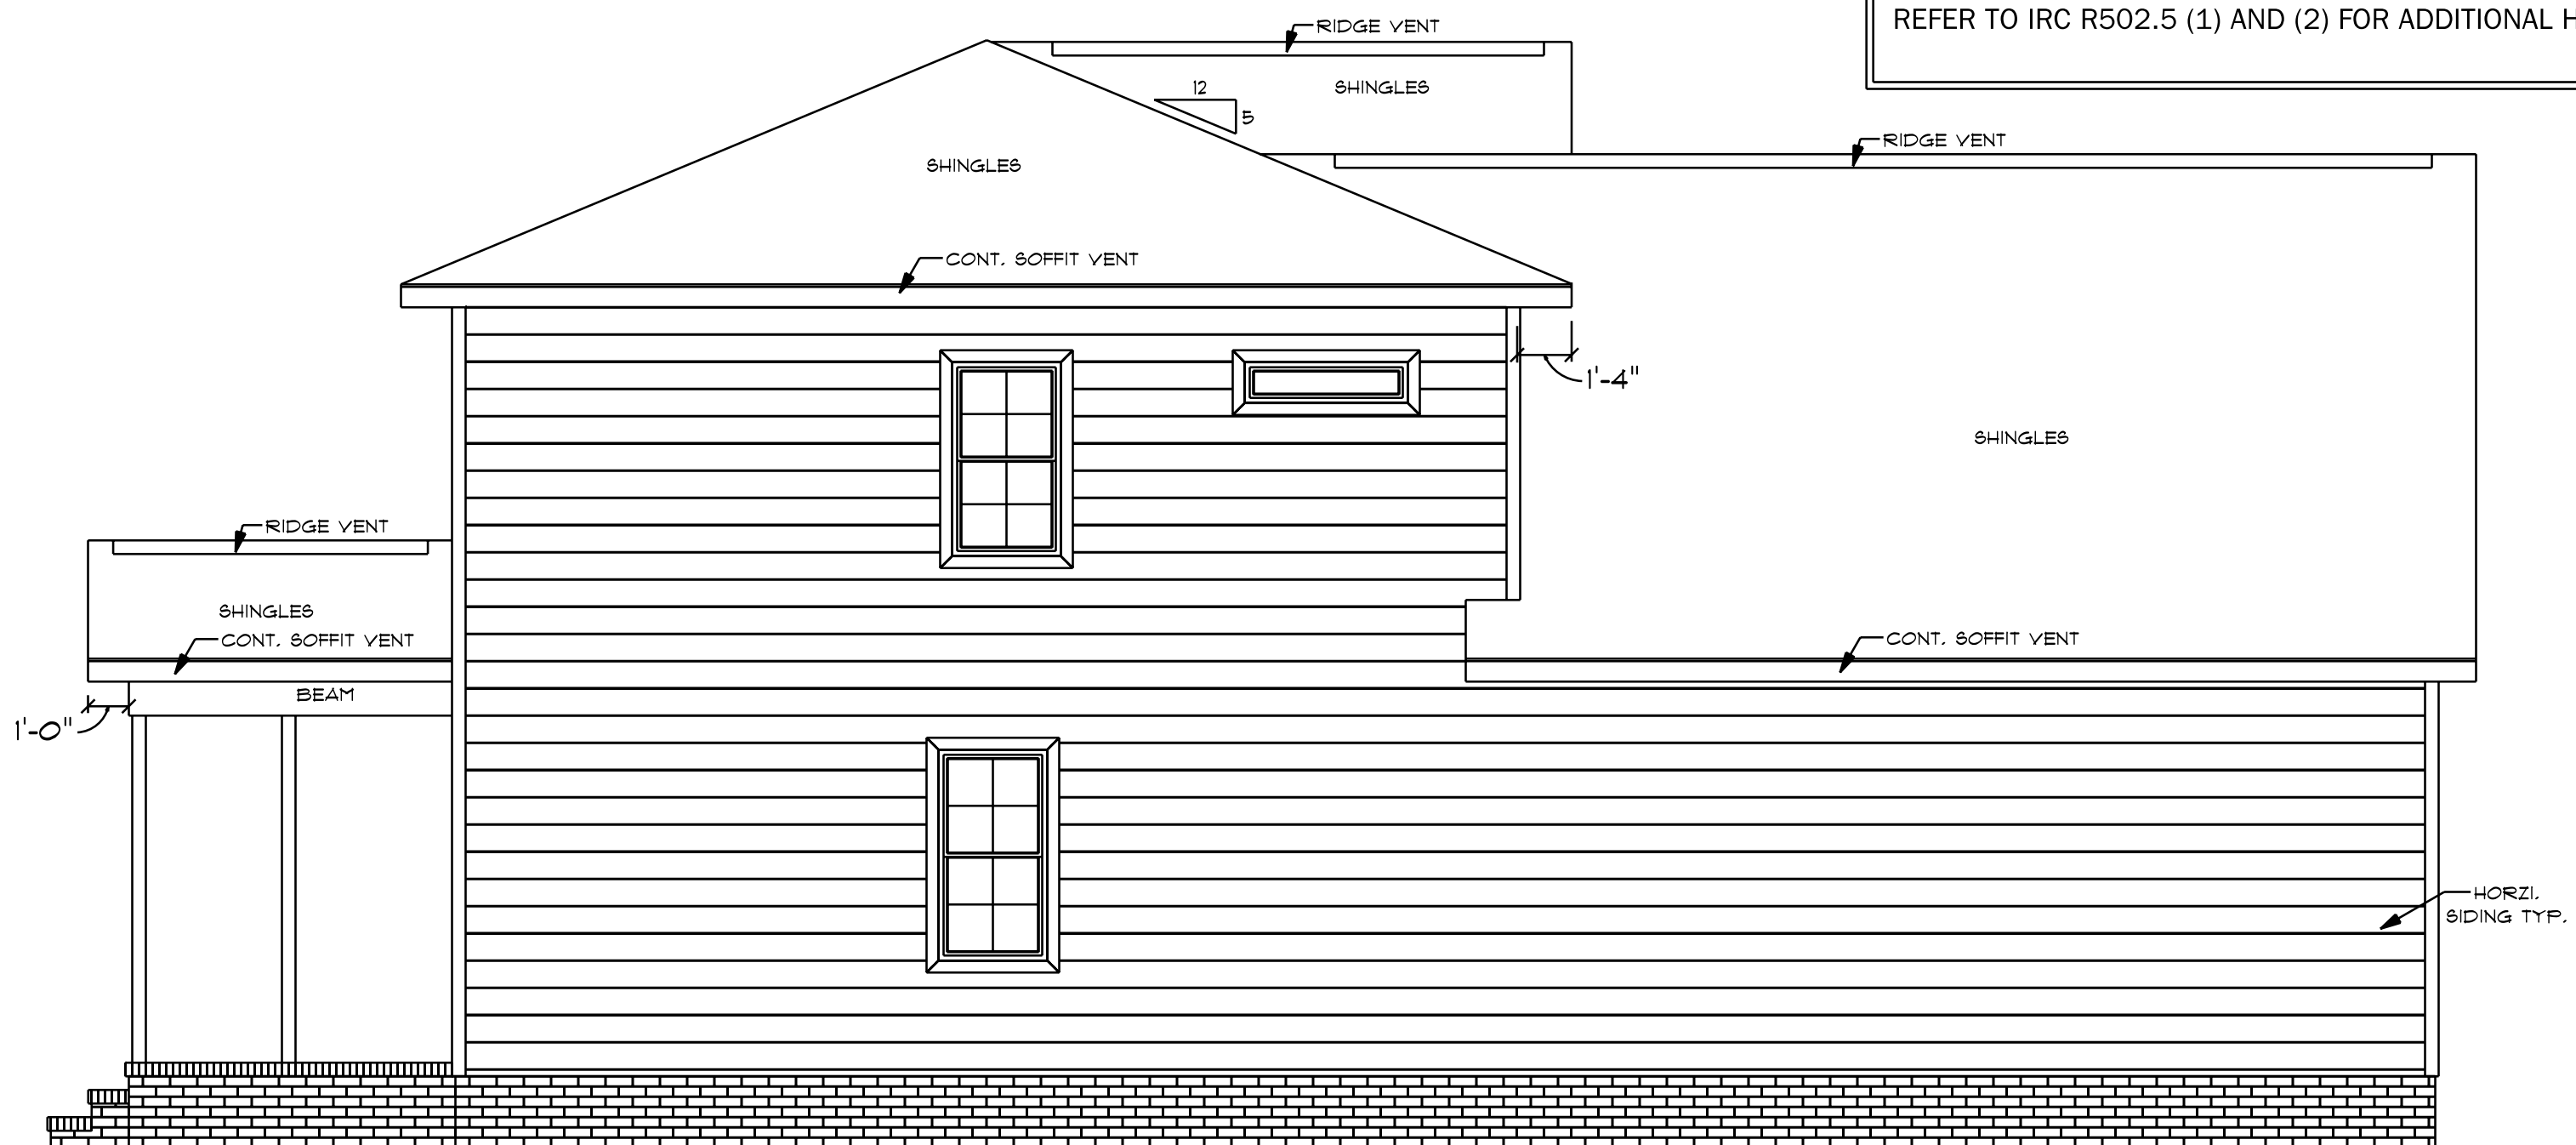 REFER TO IRC R502.5 (1) AND (2) FOR ADDITIONAL H
RIDGE VENT
12
SHINGLES
5
RIDGE VENT
SHINGLES
CONT. SOFFIT VENT
1'-4"
SHINGLES
RIDGE VENT
SHINGLES
CONT. SOFFIT VENT
CONT. SOFFIT VENT
BEAM
1'-0"
HORZI.
SIDING TYP.